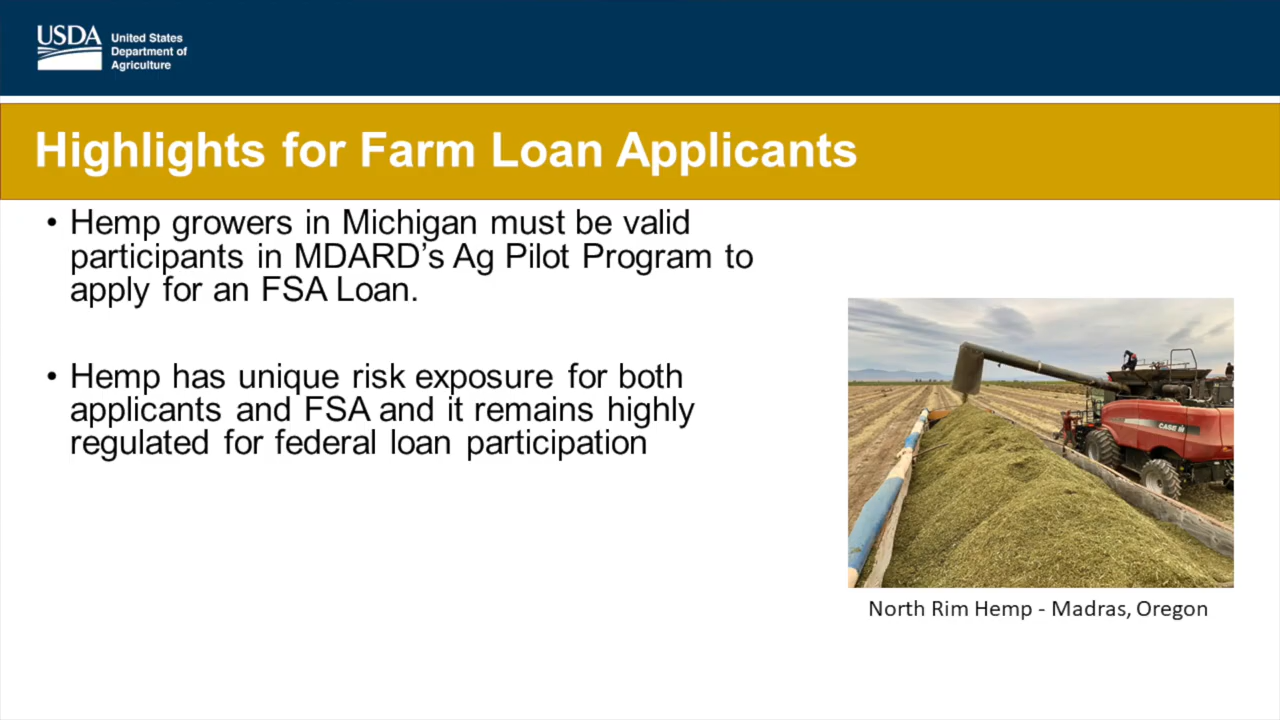 USDA
United States
Department of
Agriculture
Highlights for Farm Loan Applicants
• Hemp growers in Michigan must be valid
participants in MDARD’s Ag Pilot Program to
apply for an FSA Loan.
• Hemp has unique risk exposure for both
applicants and FSA and it remains highly
regulated for federal loan participation
CASE IH
North Rim Hemp - Madras, Oregon